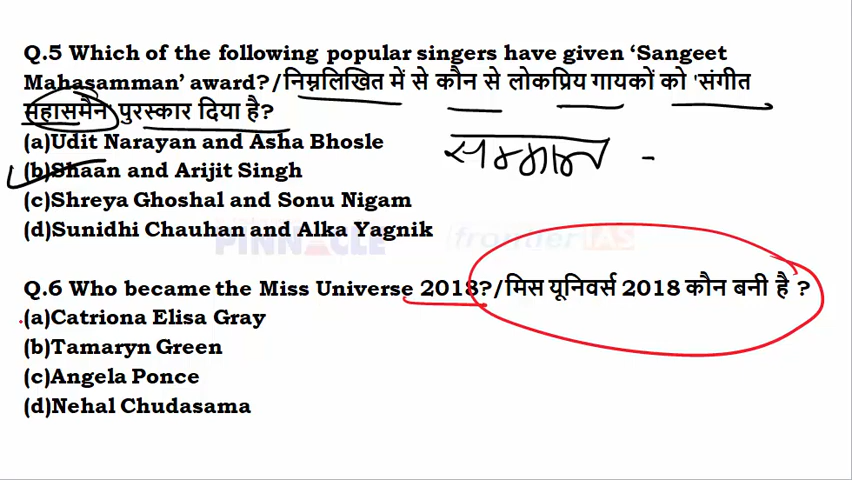 Q.5 Which of the following popular singers have given ‘Sangeet
Mahasamman’ award?/निम्नलिखित में से कौन से लोकप्रिय गायकों को 'संगीत
महासमैन' पुरस्कार दिया है?
(a)Udit Narayan and Asha Bhosle
सम्मान -
(b)Shaan and Arijit Singh
(c)Shreya Ghoshal and Sonu Nigam
(d)Sunidhi Chauhan and Alka Yagnik
PINNACLE frontier IAS
Q.6 Who became the Miss Universe 2018?/मिस यूनिवर्स 2018 कौन बनी है ?
(a)Catriona Elisa Gray
(b)Tamaryn Green
(c)Angela Ponce
(d)Nehal Chudasama